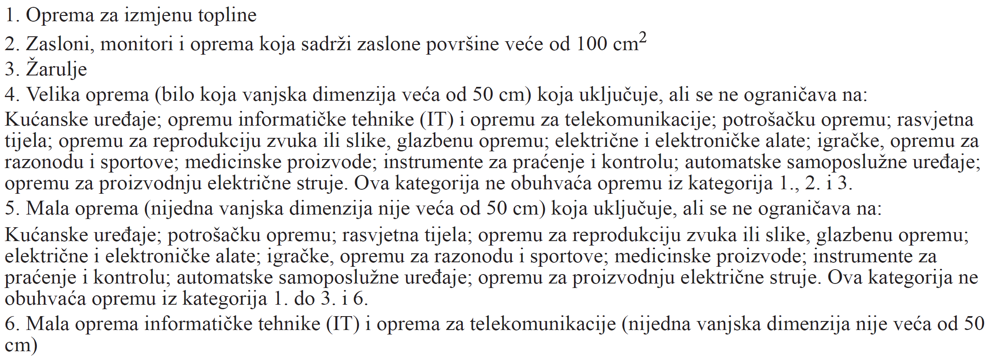 1. Oprema za izmjenu topline
2. Zasloni, monitori i oprema koja sadrži zaslone površine veće od 100 cm²
3. Žarulje
4. Velika oprema (bilo koja vanjska dimenzija veća od 50 cm) koja uključuje, ali se ne ograničava na:
Kućanske uređaje; opremu informatičke tehnike (IT) i opremu za telekomunikacije; potrošačku opremu; rasvjetna
tijela; opremu za reprodukciju zvuka ili slike, glazbenu opremu; električne i elektroničke alate; igračke, opremu za
razonodu i sportove; medicinske proizvode; instrumente za praćenje i kontrolu; automatske samoposlužne uređaje;
opremu za proizvodnju električne struje. Ova kategorija ne obuhvaća opremu iz kategorija 1., 2. i 3.
5. Mala oprema (nijedna vanjska dimenzija nije veća od 50 cm) koja uključuje, ali se ne ograničava na:
Kućanske uređaje; potrošačku opremu; rasvjetna tijela; opremu za reprodukciju zvuka ili slike, glazbenu opremu;
električne i elektroničke alate; igračke, opremu za razonodu i sportove; medicinske proizvode; instrumente za
praćenje i kontrolu; automatske samoposlužne uređaje; opremu za proizvodnju električne struje. Ova kategorija ne
obuhvaća opremu iz kategorija 1. do 3. i 6.
6. Mala oprema informatičke tehnike (IT) i oprema za telekomunikacije (nijedna vanjska dimenzija nije veća od 50
cm)